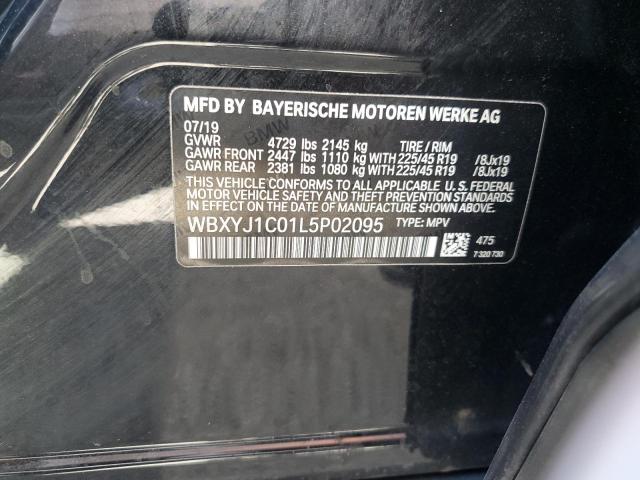 MFD BY BAYERISCHE MOTOREN WERKE AG
07/19
GVWR 4729 lbs 2145 kg TIRE / RIM
GAWR FRONT 2447 lbs 1110 kg WITH 225/45 R19 /8Jx19
GAWR REAR 2381 lbs 1080 kg WITH 225/45 R19 /8Jx19
THIS VEHICLE CONFORMS TO ALL APPLICABLE U. S. FEDERAL
MOTOR VEHICLE SAFETY AND THEFT PREVENTION STANDARDS
IN EFFECT ON THE DATE OF MANUFACTURE SHOWN ABOVE.
WBXYJ1C01L5P02095 TYPE: MPV
475
7 320 730